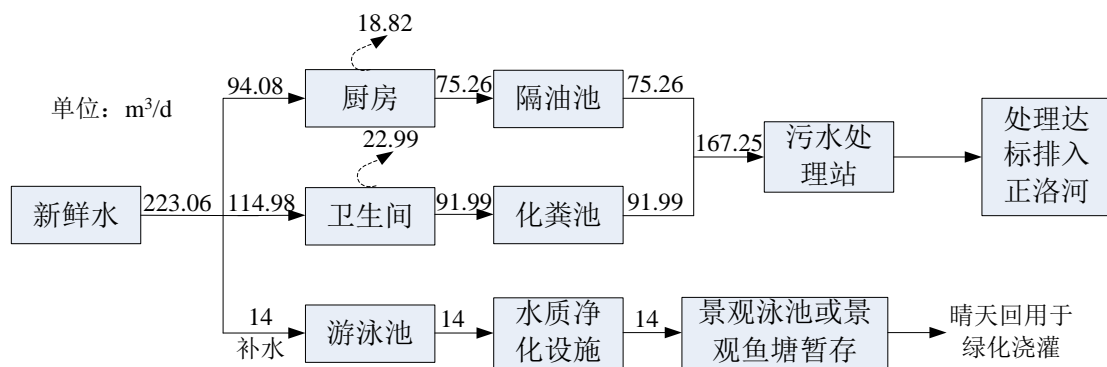 18.82
94.08
厨房
75.26
隔油池
75.26
单位：m³/d
22.99
167.25
污水处
理站
处理达
标排入
正洛河
新鲜水
223.06
114.98
卫生间
91.99
化粪池
91.99
14
补水
游泳池
14
水质净
化设施
14
景观泳池或景
观鱼塘暂存
晴天回用于
绿化浇灌